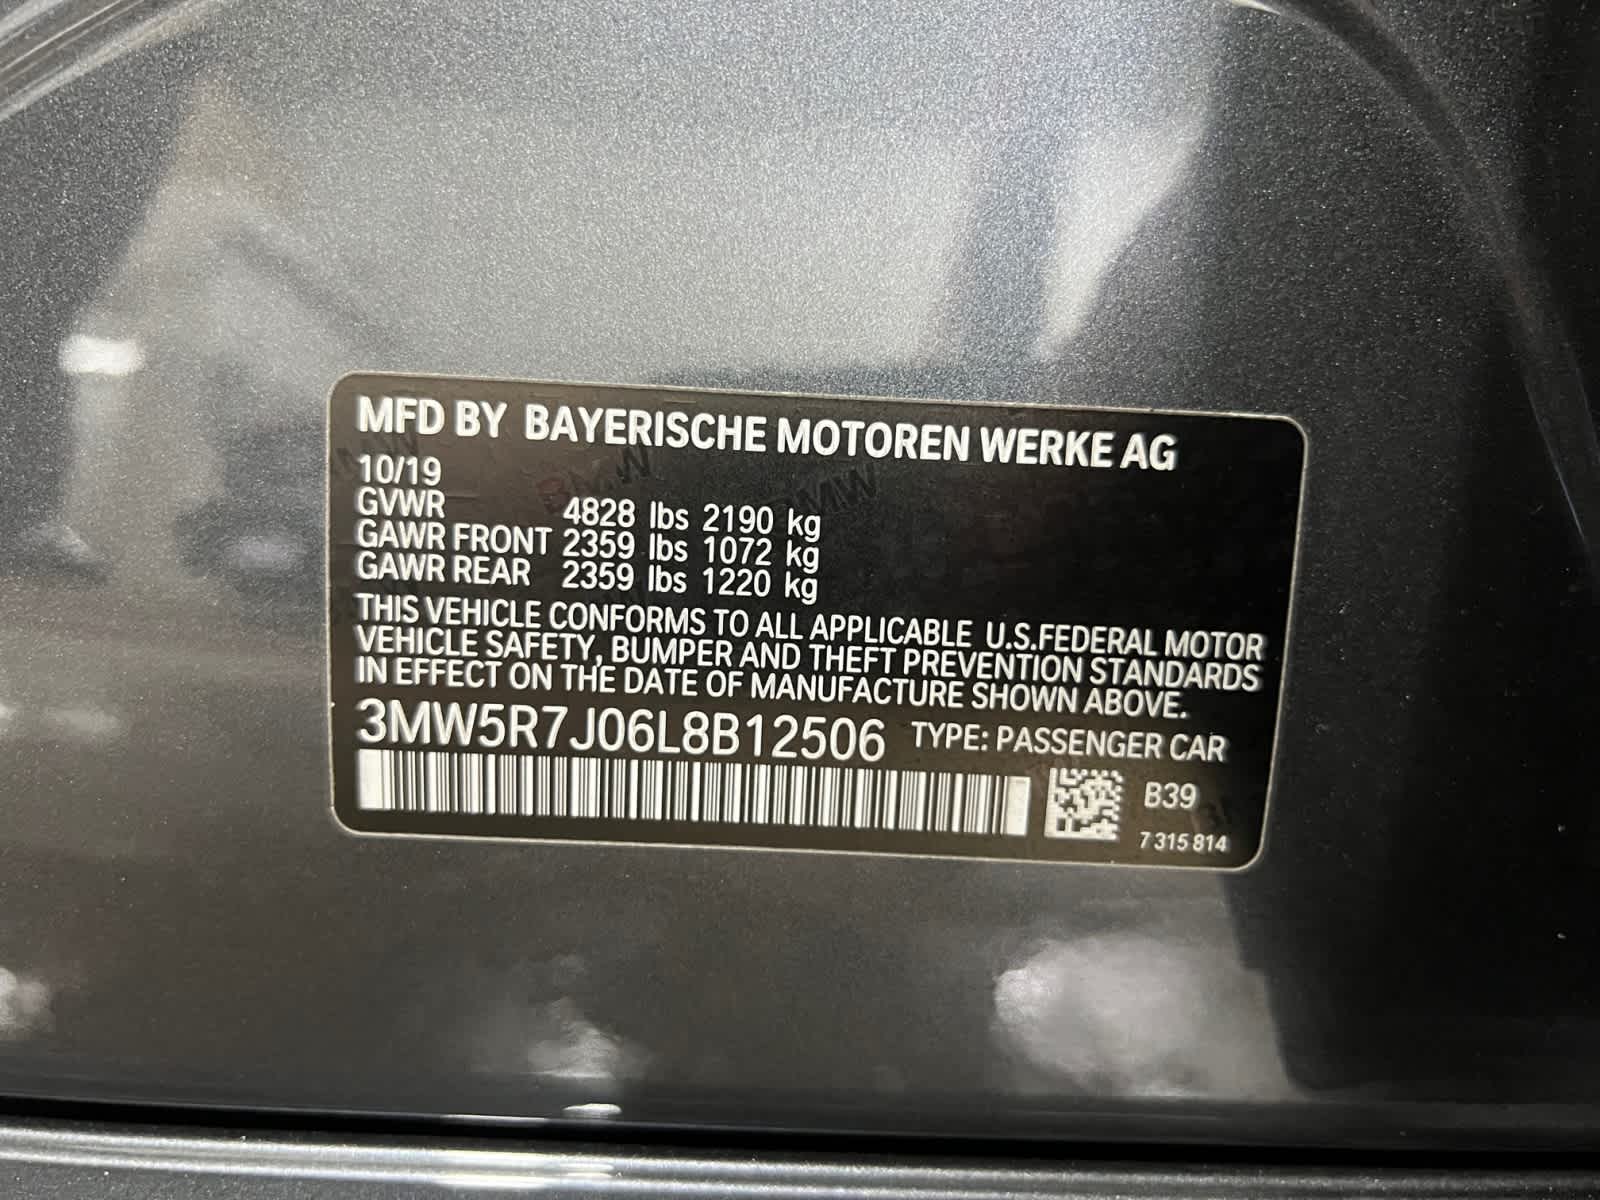 MFD BY BAYERISCHE MOTOREN WERKE AG
10/19
GVWR 4828 lbs 2190 kg
GAWR FRONT 2359 lbs 1072 kg
GAWR REAR 2359 lbs 1220 kg
THIS VEHICLE CONFORMS TO ALL APPLICABLE U.S.FEDERAL MOTOR
VEHICLE SAFETY, BUMPER AND THEFT PREVENTION STANDARDS
IN EFFECT ON THE DATE OF MANUFACTURE SHOWN ABOVE.
3MW5R7J06L8B12506 TYPE: PASSENGER CAR
B39
7 315 814
BMW
BMW
BMW